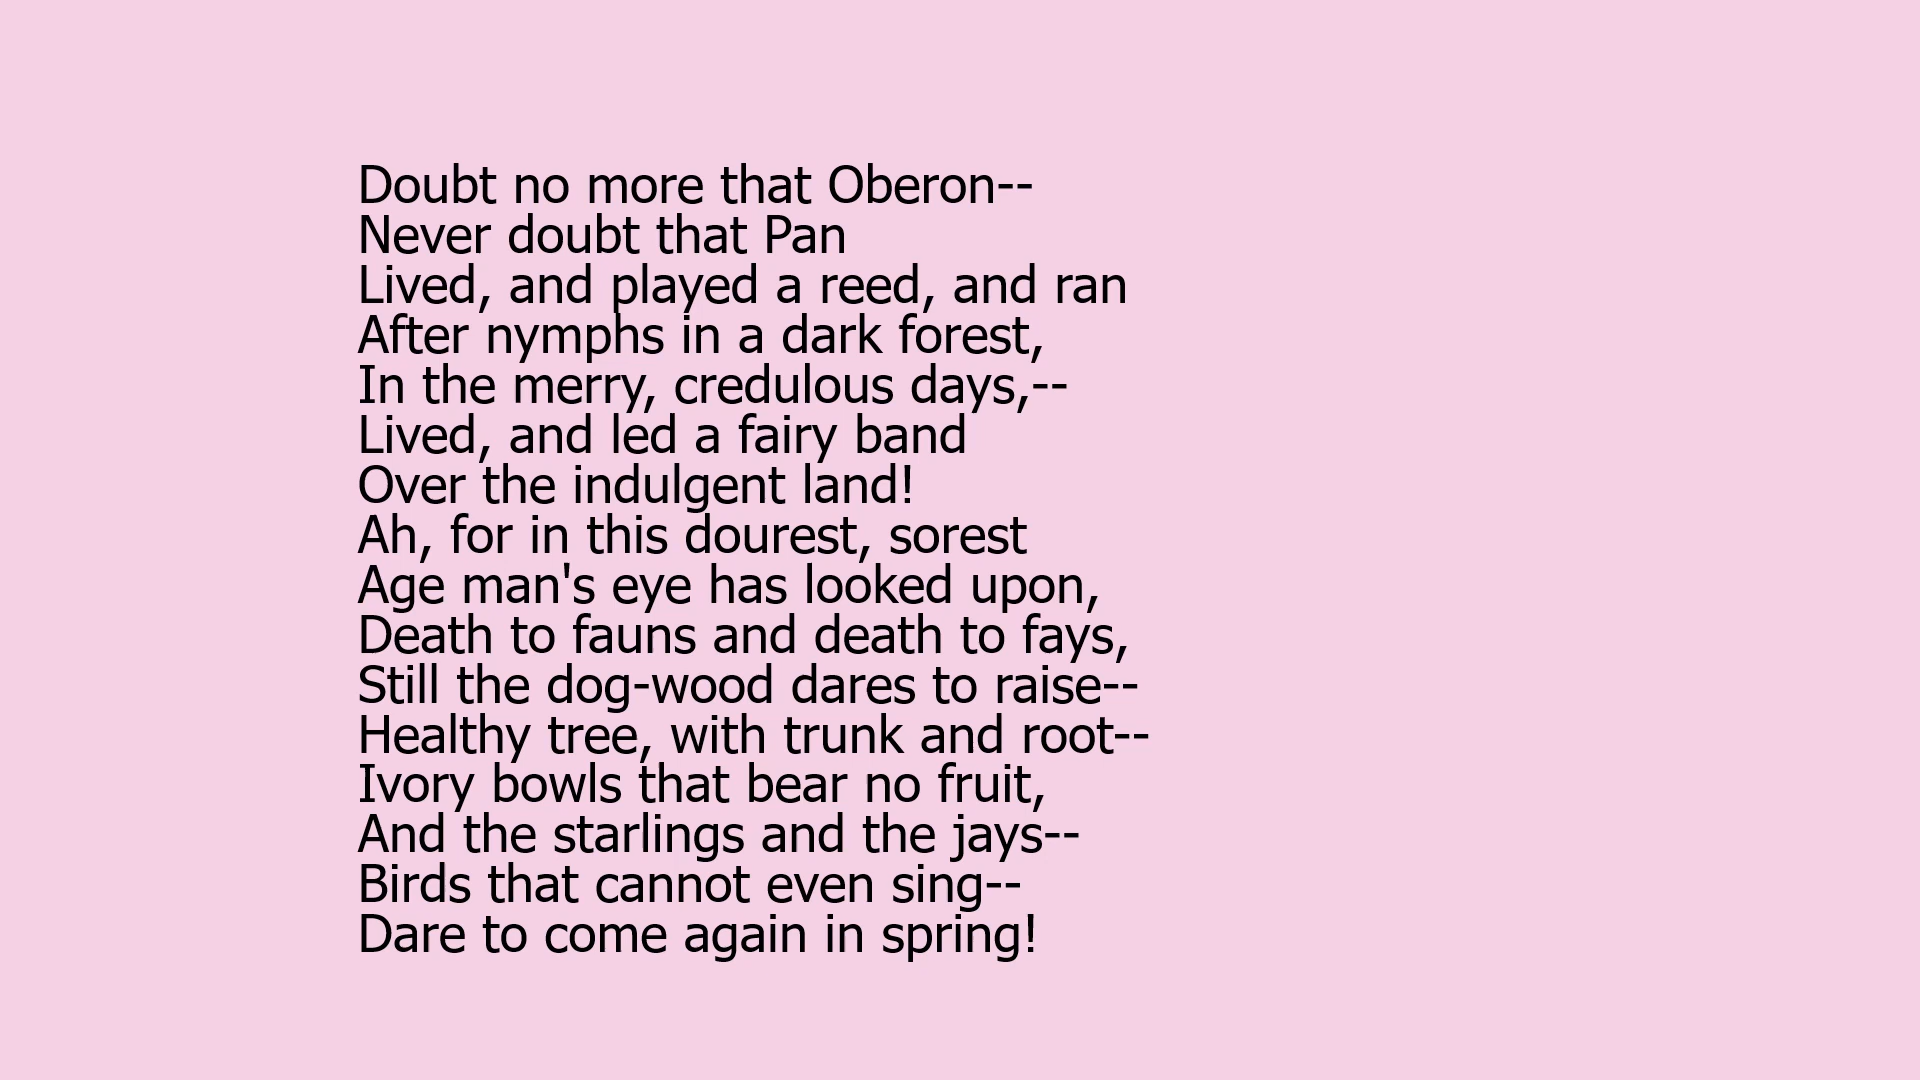 Doubt no more that Oberon--
Never doubt that Pan
Lived, and played a reed, and ran
After nymphs in a dark forest,
In the merry, credulous days,--
Lived, and led a fairy band
Over the indulgent land!
Ah, for in this dourest, sorest
Age man's eye has looked upon,
Death to fauns and death to fays,
Still the dog-wood dares to raise--
Healthy tree, with trunk and root--
Ivory bowls that bear no fruit,
And the starlings and the jays--
Birds that cannot even sing--
Dare to come again in spring!